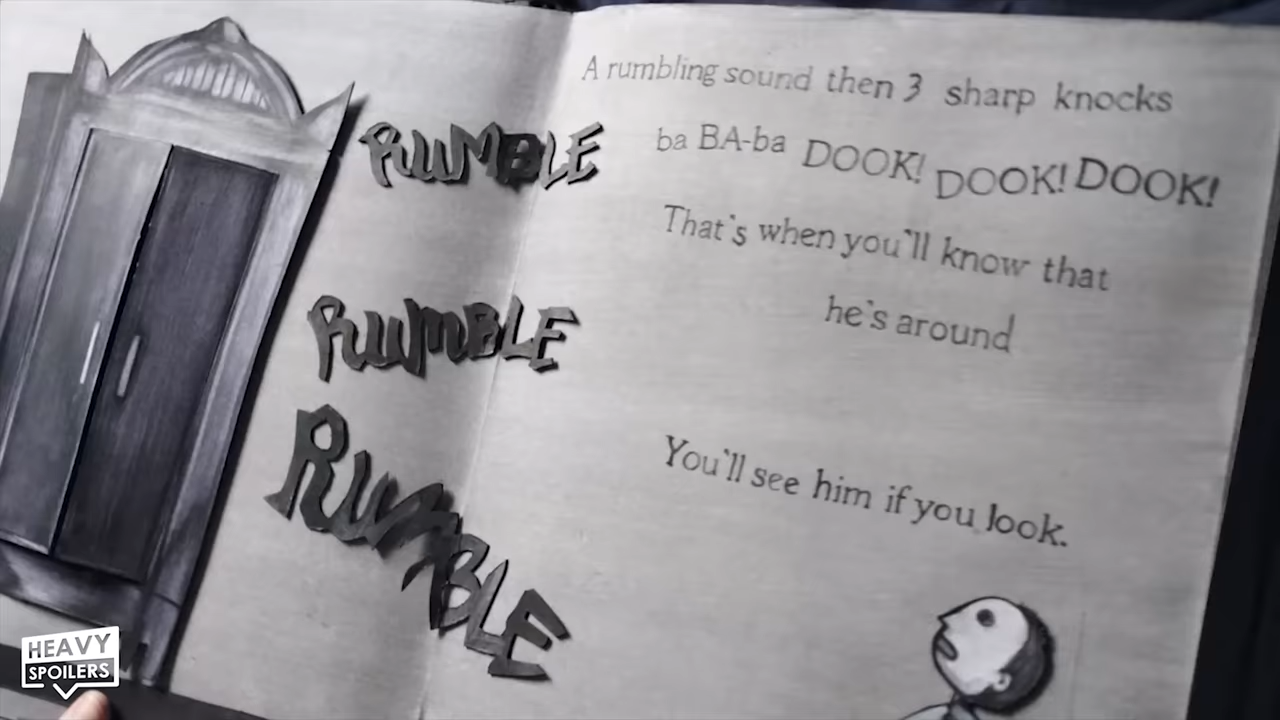 RUMBLE
RUMBLE
RUMBLE
A rumbling sound then 3 sharp knocks
ba BA-ba DOOK! DOOK! DOOK!
That's when you'll know that
he's around
You'll see him if you look.
HEAVY
SPOILERS